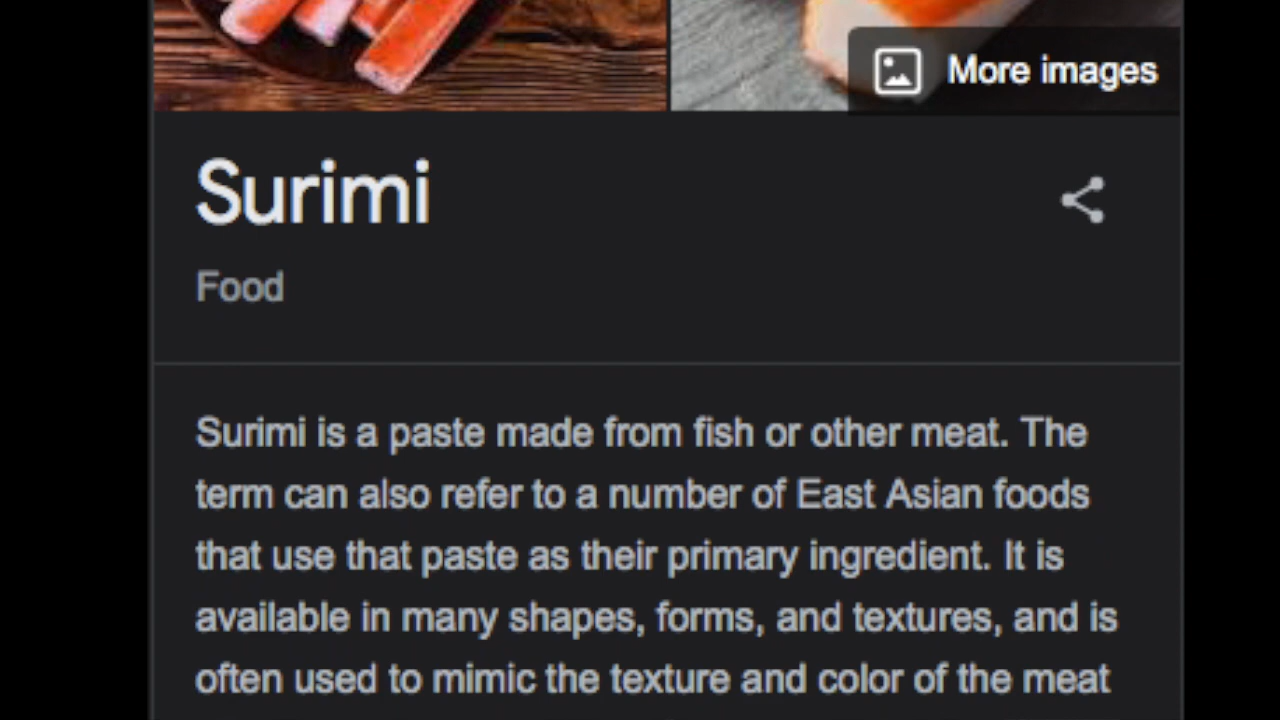 More images
Surimi
Food
Surimi is a paste made from fish or other meat. The
term can also refer to a number of East Asian foods
that use that paste as their primary ingredient. It is
available in many shapes, forms, and textures, and is
often used to mimic the texture and color of the meat